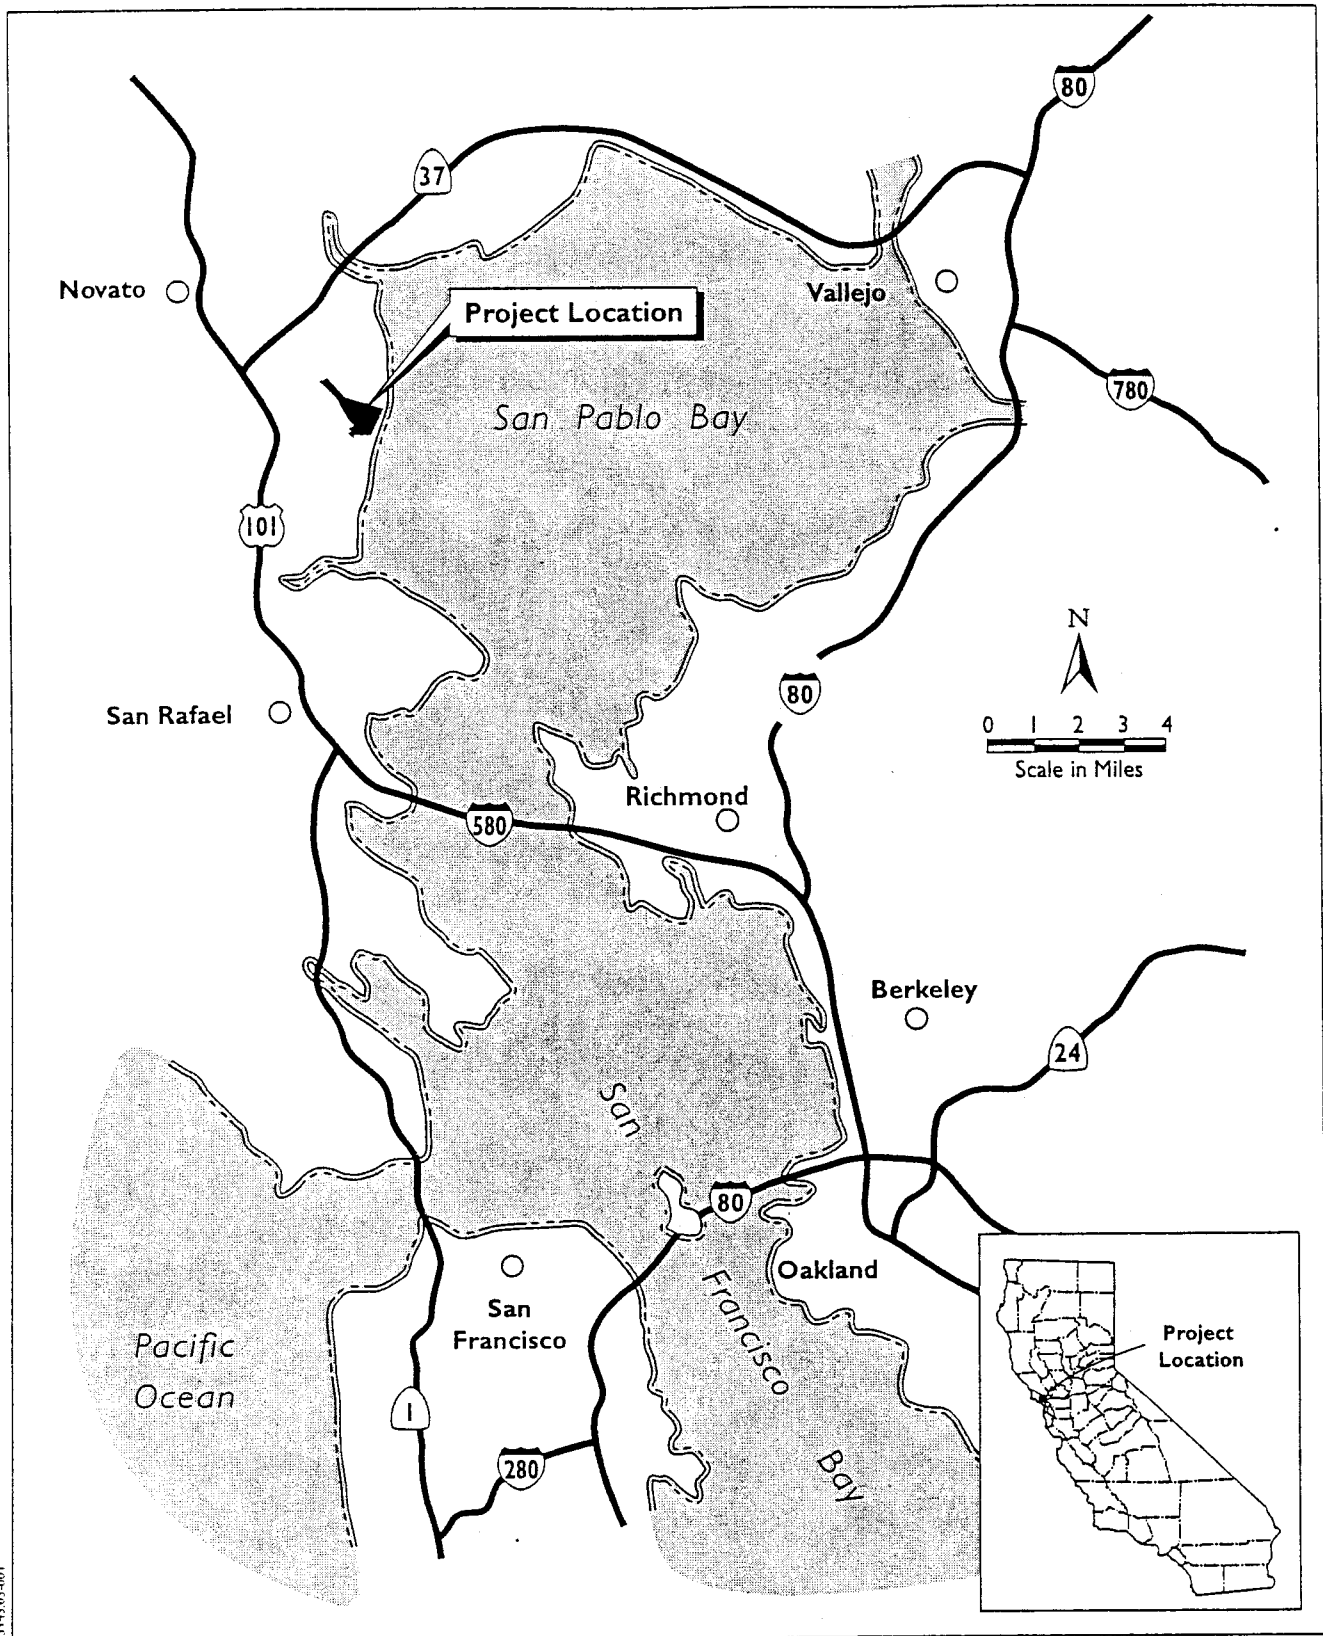 80
37
Novato
Vallejo
Project Location
780
San Pablo Bay
101
N
80
0 1 2 3 4
Scale in Miles
San Rafael
Richmond
580
Berkeley
24
San
Francisco
Bay
80
Oakland
San
Francisco
Pacific
Ocean
1
280
Project
Location